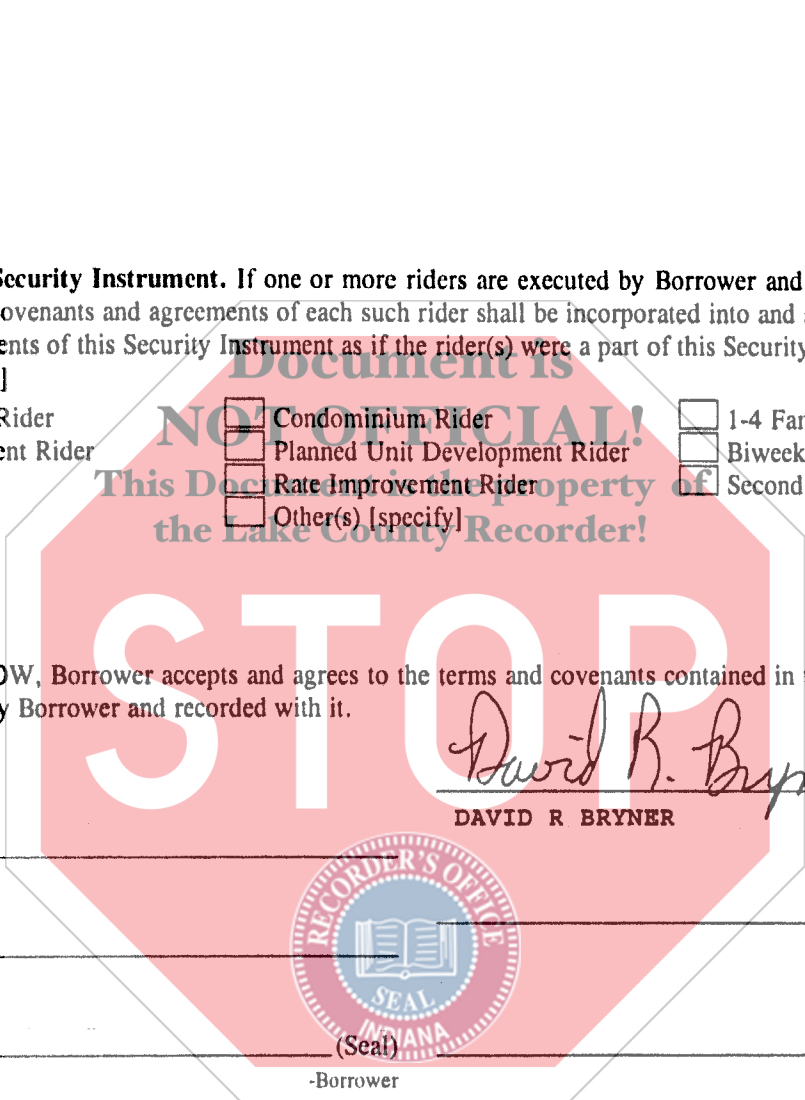 Security Instrument. If one or more riders are executed by Borrower and
ovenants and agreements of each such rider shall be incorporated into and
ents of this Security Instrument as if the rider(s) were a part of this Security
]
Document is
Rider Condominium Rider 1-4 Fam
NOT OFFICIAL!
ent Rider Planned Unit Development Rider Biweek
This Document is the property of
Rate Improvement Rider Second
the Lake County Recorder!
Other(s) [specify]
STOP
OW, Borrower accepts and agrees to the terms and covenants contained in
y Borrower and recorded with it.
David R. Bryn
DAVID R BRYNER
RECORDER'S OFFICE
SEAL
INDIANA
(Seal)
-Borrower